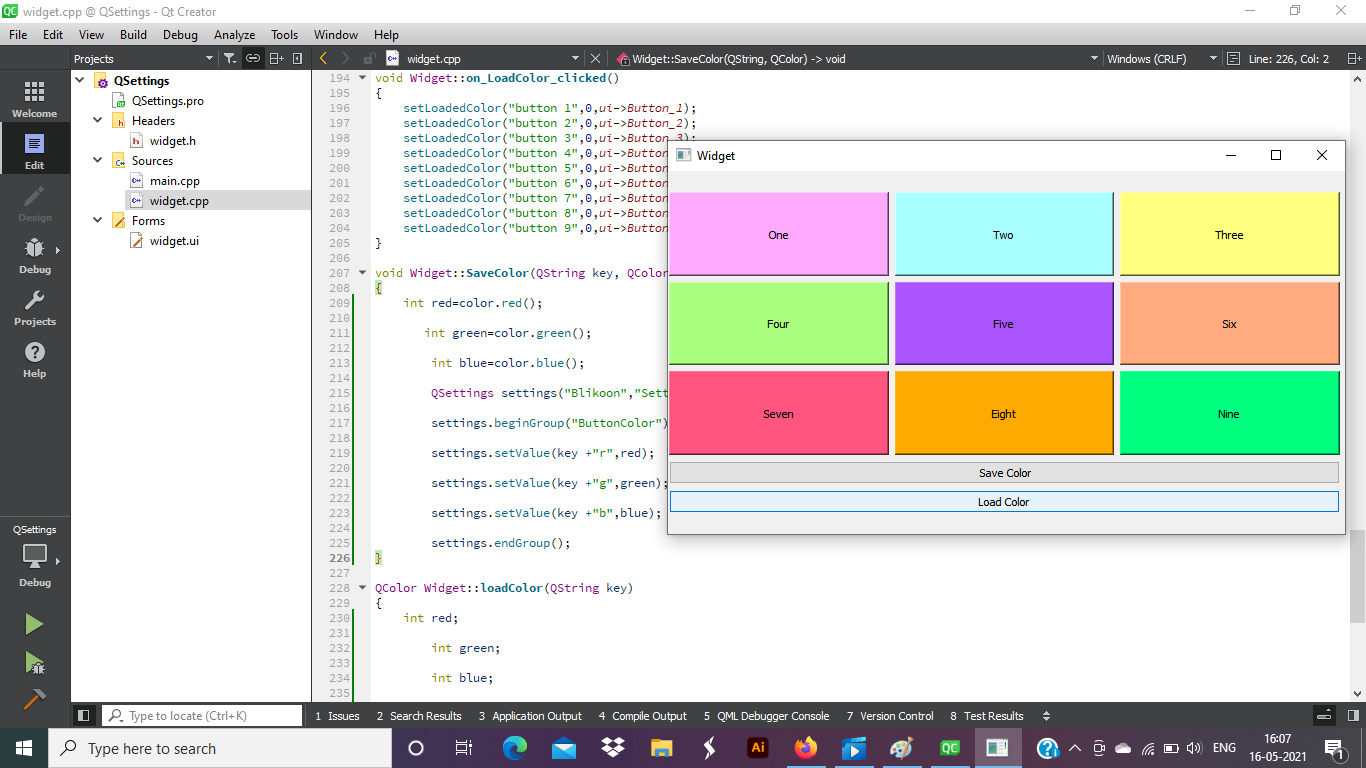 widget.cpp @ QSettings - Qt Creator
File Edit View Build Debug Analyze Tools Window Help
Projects
widget.cpp
Widget::SaveColor(QString, QColor) -> void
Windows (CRLF)
Line: 226, Col: 2
Welcome
Edit
Design
Debug
Projects
Help
QSettings
Debug
QSettings
QSettings.pro
Headers
widget.h
Sources
main.cpp
widget.cpp
Forms
widget.ui
194 void Widget::on_LoadColor_clicked()
195 {
196 setLoadedColor("button 1",0,ui->Button_1);
197 setLoadedColor("button 2",0,ui->Button_2);
198 setLoadedColor("button 3",0,ui->Button_3);
199 setLoadedColor("button 4",0,ui->Button
200 setLoadedColor("button 5",0,ui->Button
201 setLoadedColor("button 6",0,ui->Button
202 setLoadedColor("button 7",0,ui->Button
203 setLoadedColor("button 8",0,ui->Button
204 setLoadedColor("button 9",0,ui->Button
205 }
206
207 void Widget::SaveColor(QString key, QColor
208 {
209 int red=color.red();
210
211 int green=color.green();
212
213 int blue=color.blue();
214
215 QSettings settings("Blikoon","Sett
216
217 settings.beginGroup("ButtonColor")
218
219 settings.setValue(key +"r",red);
220
221 settings.setValue(key +"g",green);
222
223 settings.setValue(key +"b",blue);
224
225 settings.endGroup();
226 }
227
228 QColor Widget::loadColor(QString key)
229 {
230 int red;
231
232 int green;
233
234 int blue;
235
Widget
One Two Three
Four Five Six
Seven Eight Nine
Save Color
Load Color
Type to locate (Ctrl+K)
1 Issues 2 Search Results 3 Application Output 4 Compile Output 5 QML Debugger Console 7 Version Control 8 Test Results
Type here to search
ENG
16:07
16-05-2021